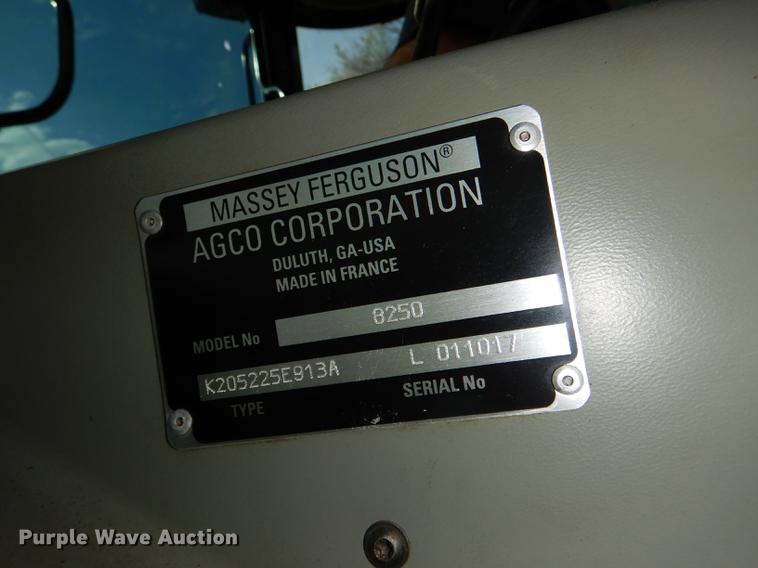 MASSEY FERGUSON®
AGCO CORPORATION
DULUTH, GA-USA
MADE IN FRANCE
MODEL No 8250
K205225E913A L 011017
TYPE SERIAL No
Purple Wave Auction®